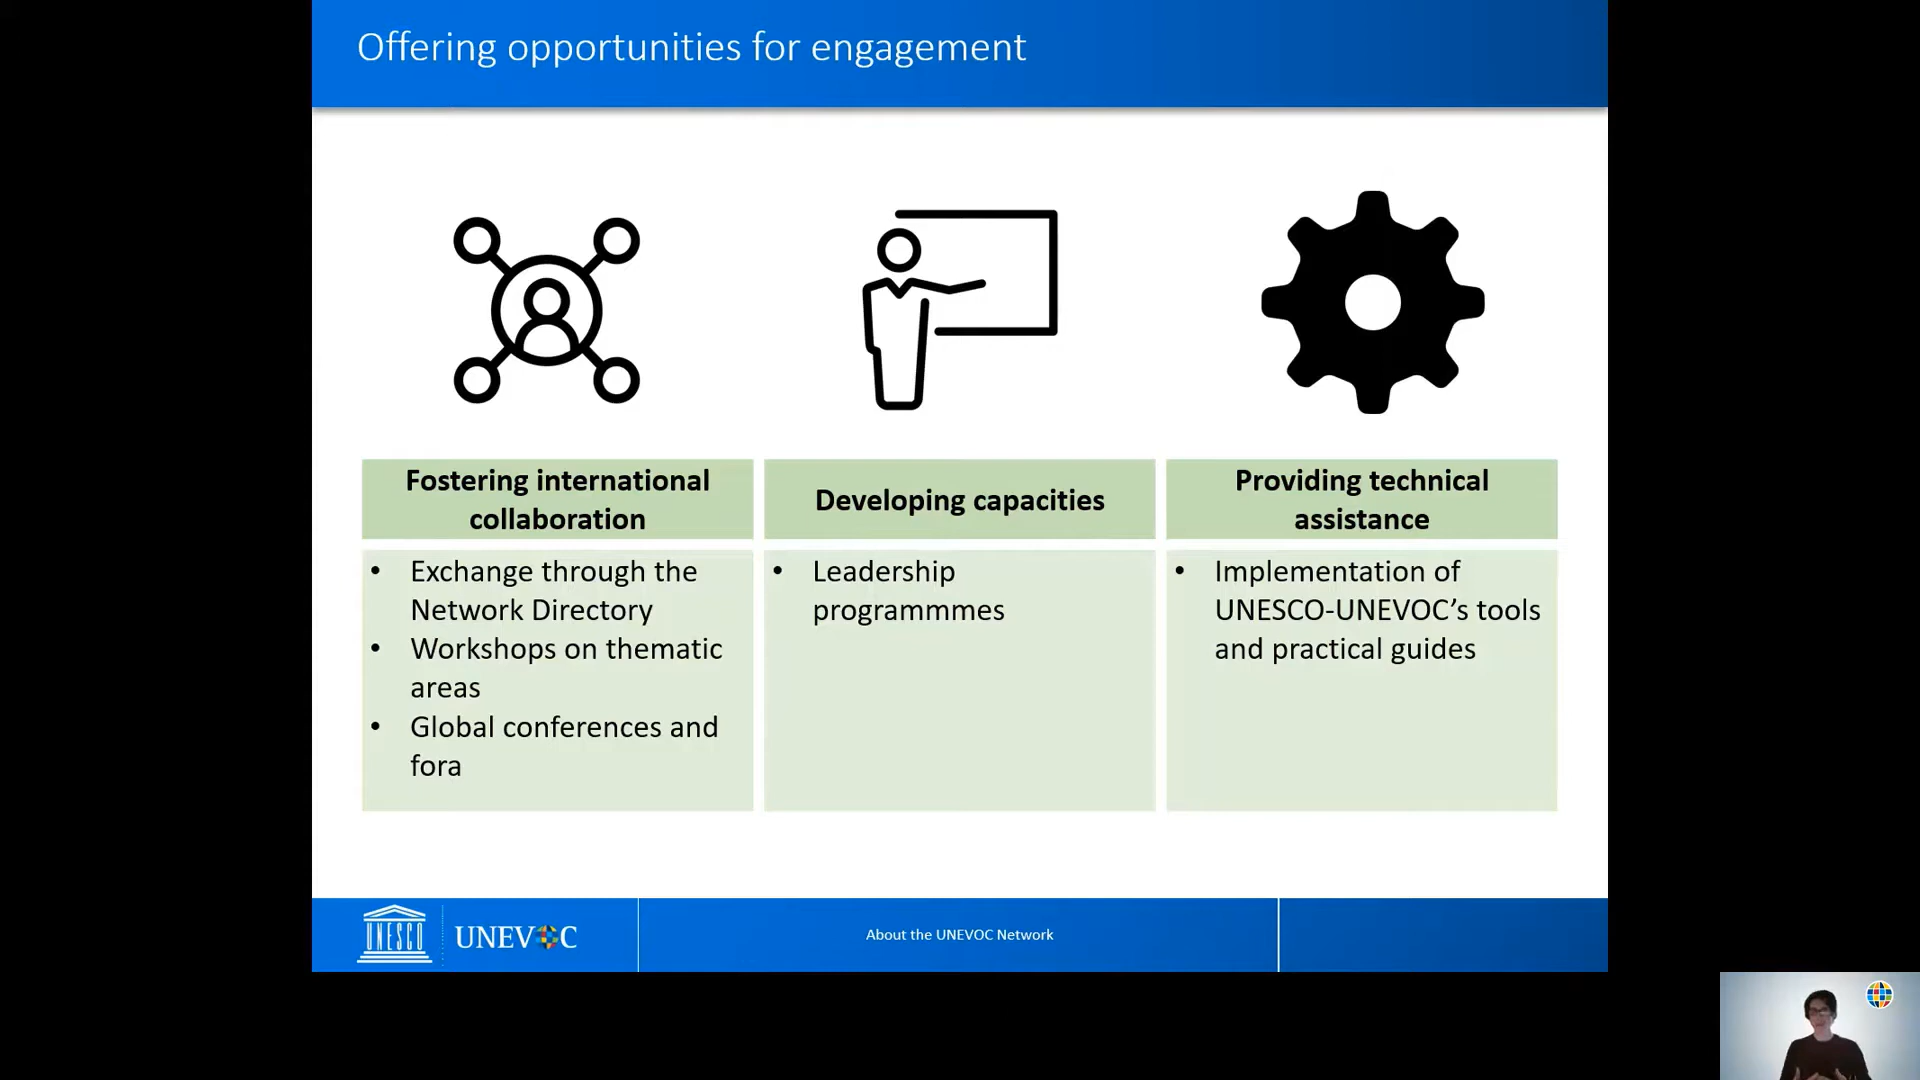 Offering opportunities for engagement
Fostering international
collaboration
• Exchange through the
Network Directory
• Workshops on thematic
areas
• Global conferences and
fora
Developing capacities
• Leadership
programmmes
Providing technical
assistance
• Implementation of
UNESCO-UNEVOC’s tools
and practical guides
UNESCO
UNEVOC
About the UNEVOC Network